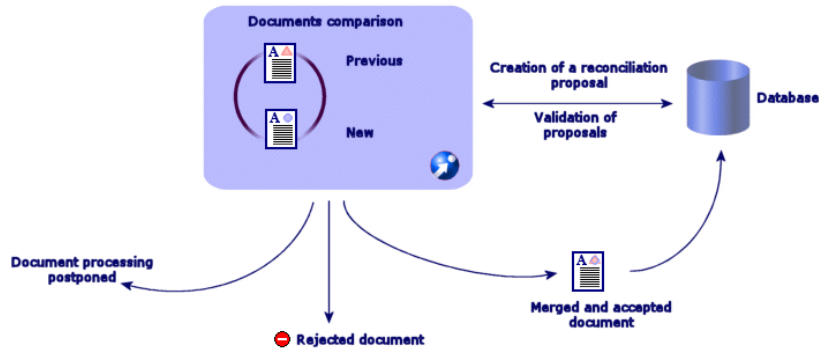 Documents comparison
A
Previous
A
New
Creation of a reconciliation
proposal
Validation of
proposals
Database
Document processing
postponed
Rejected document
A
Merged and accepted
document